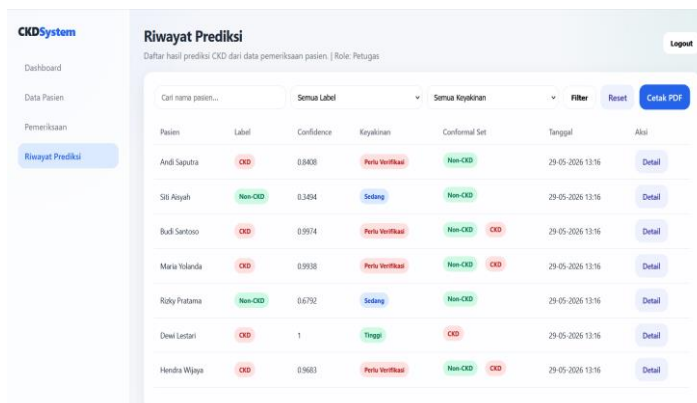 CKDSystem
Dashboard
Data Pasien
Pemeriksaan
Riwayat Prediksi
Riwayat Prediksi
Daftar hasil prediksi CKD dari data pemeriksaan pasien. | Role: Petugas
Logout
Cari nama pasien... Semua Label Semua Keyakinan Filter Reset Cetak PDF
Pasien Label Confidence Keyakinan Conformal Set Tanggal Aksi
Andi Saputra CKD 0.8408 Perlu Verifikasi Non-CKD 29-05-2026 13:16 Detail
Siti Aisyah Non-CKD 0.3494 Sedang Non-CKD 29-05-2026 13:16 Detail
Budi Santoso CKD 0.9974 Perlu Verifikasi Non-CKD CKD 29-05-2026 13:16 Detail
Maria Yolanda CKD 0.9938 Perlu Verifikasi Non-CKD CKD 29-05-2026 13:16 Detail
Rizky Pratama Non-CKD 0.6792 Sedang Non-CKD 29-05-2026 13:16 Detail
Dewi Lestari CKD 1 Tinggi CKD 29-05-2026 13:16 Detail
Hendra Wijaya CKD 0.9683 Perlu Verifikasi Non-CKD CKD 29-05-2026 13:16 Detail